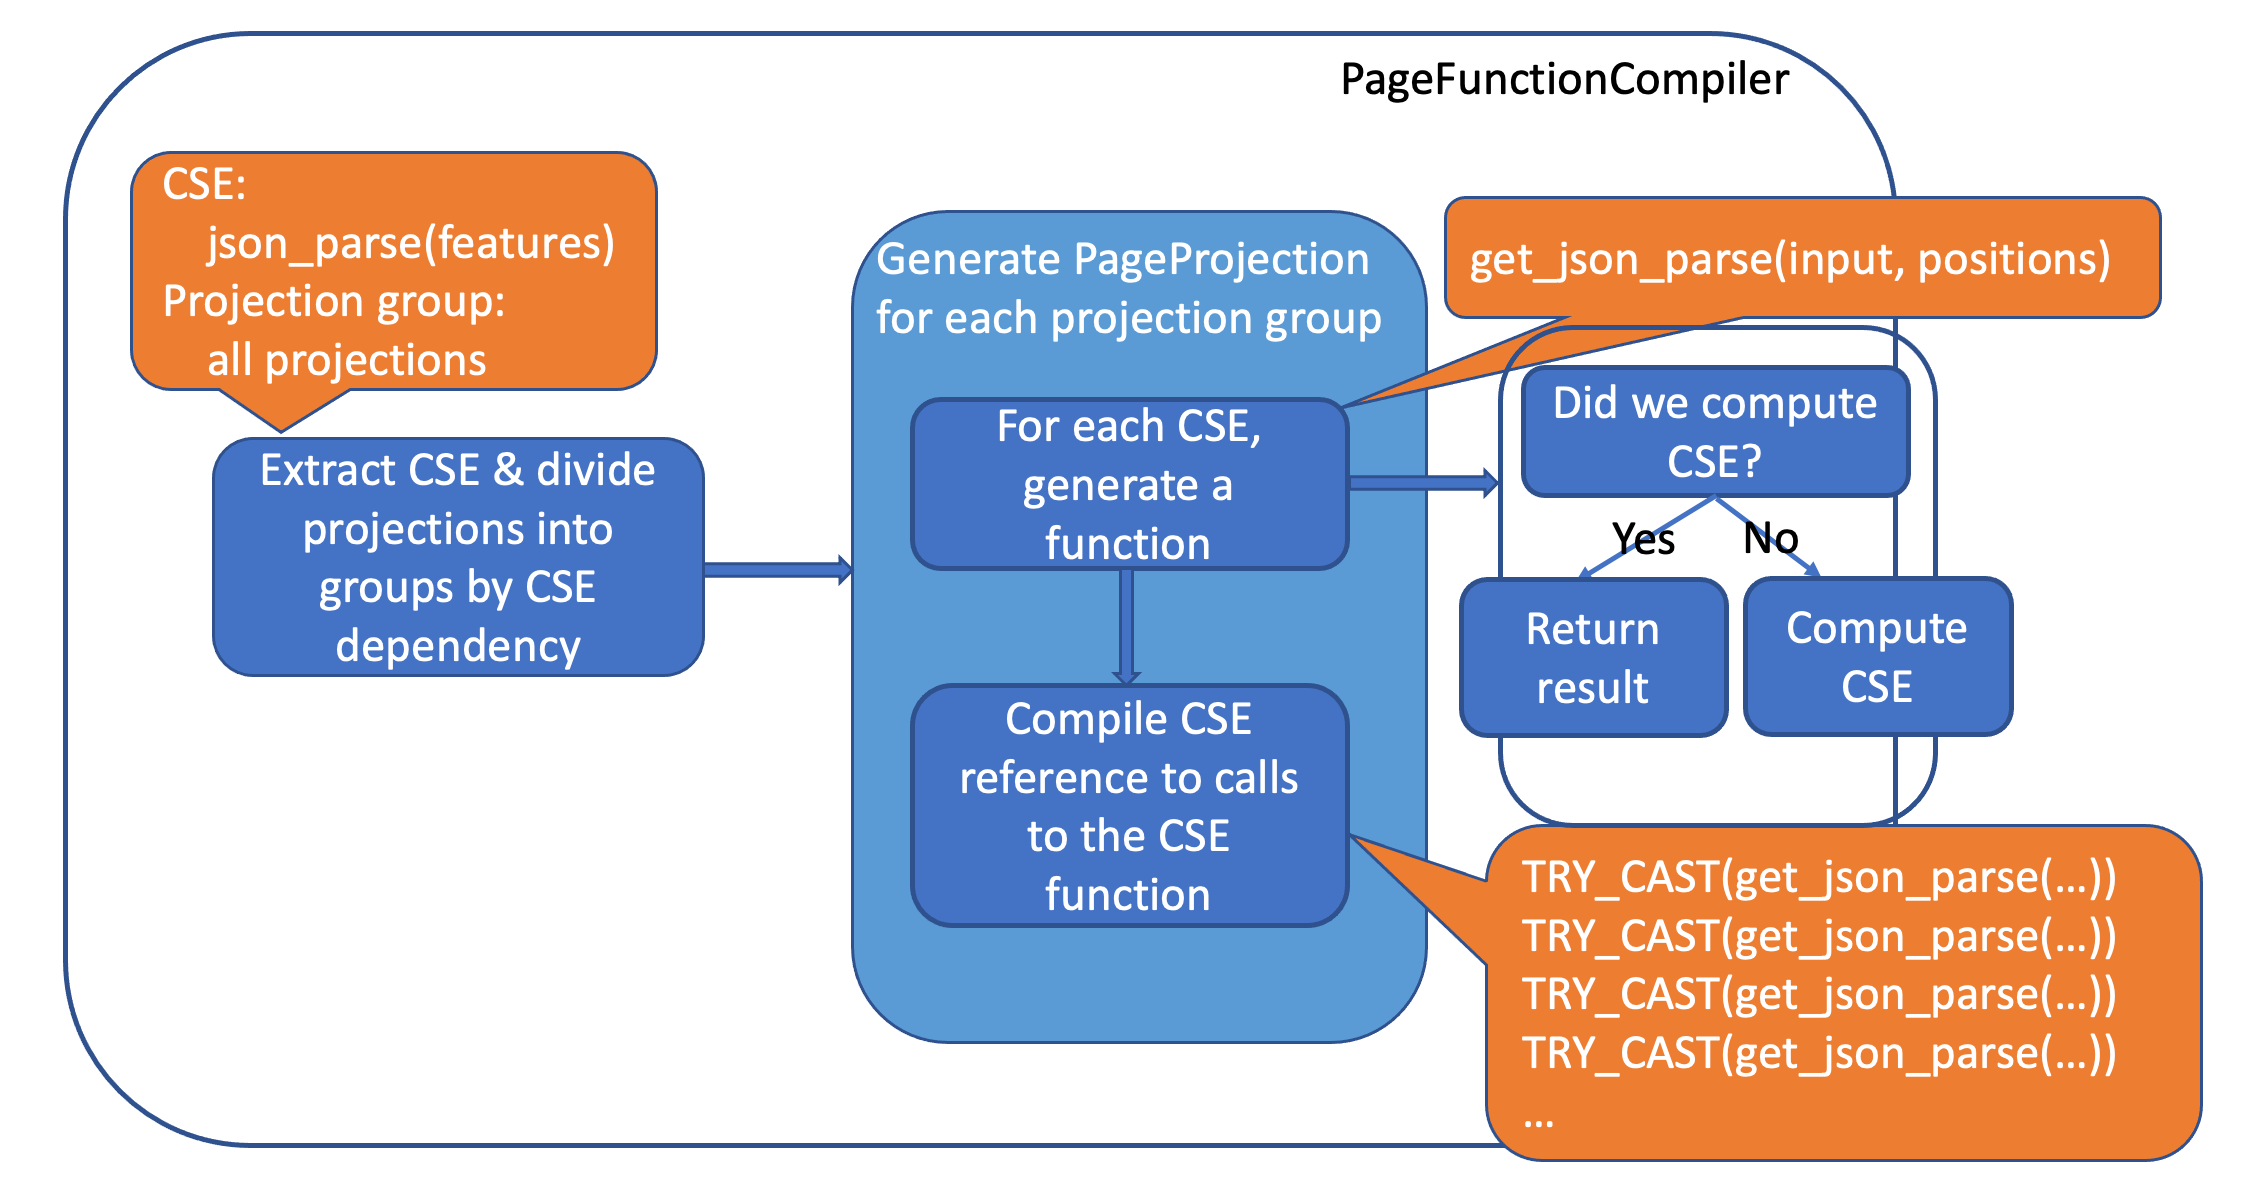 PageFunctionCompiler
CSE:
json_parse(features)
Projection group:
all projections
Extract CSE & divide
projections into
groups by CSE
dependency
Generate PageProjection
for each projection group
For each CSE,
generate a
function
Compile CSE
reference to calls
to the CSE
function
get_json_parse(input, positions)
Did we compute
CSE?
Yes
No
Return
result
Compute
CSE
TRY_CAST(get_json_parse(…))
TRY_CAST(get_json_parse(…))
TRY_CAST(get_json_parse(…))
TRY_CAST(get_json_parse(…))
…